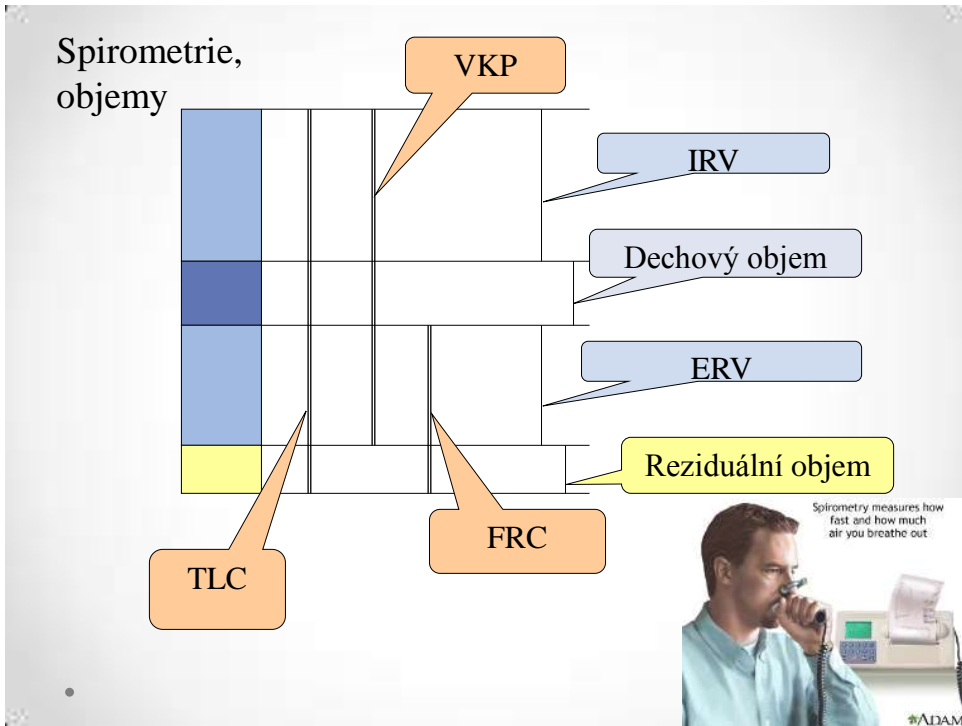 Spirometrie,
objemy
VKP
IRV
Dechový objem
ERV
Reziduální objem
FRC
TLC
Spirometry measures how
fast and how much
air you breathe out
ADAM